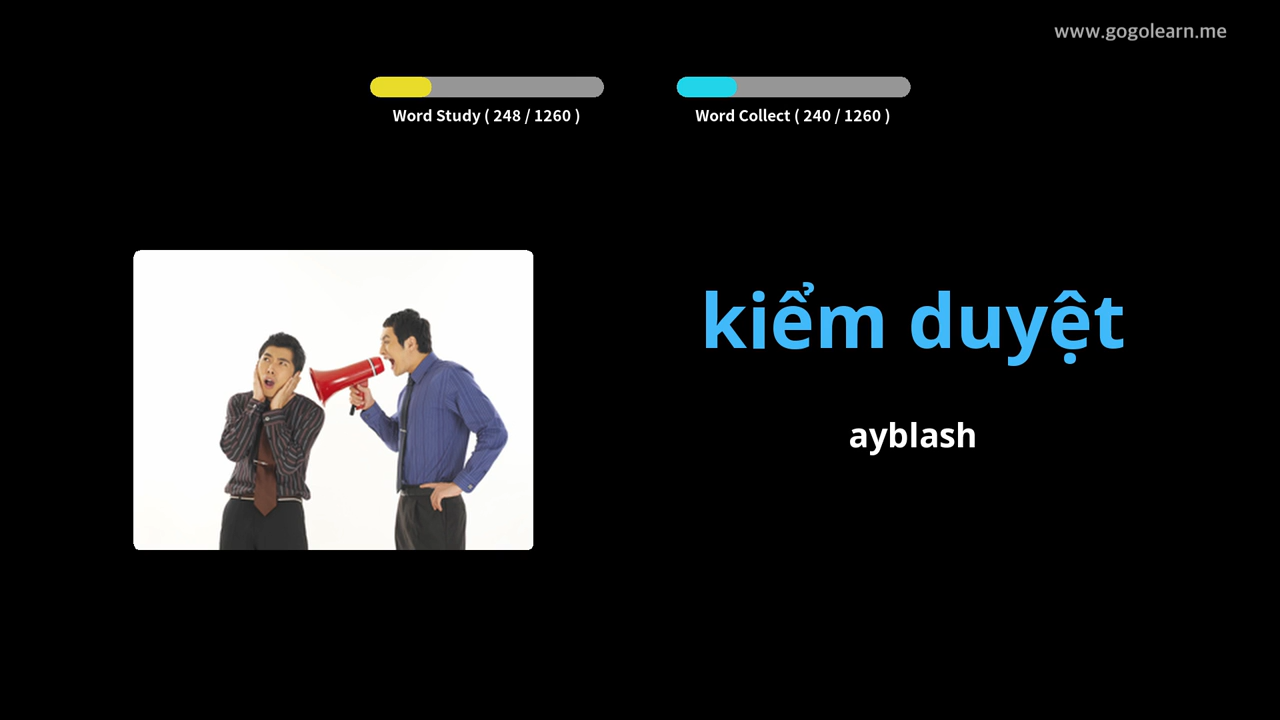 www.gogolearn.me
Word Study ( 248 / 1260 )
Word Collect ( 240 / 1260 )
kiểm duyệt
ayblash